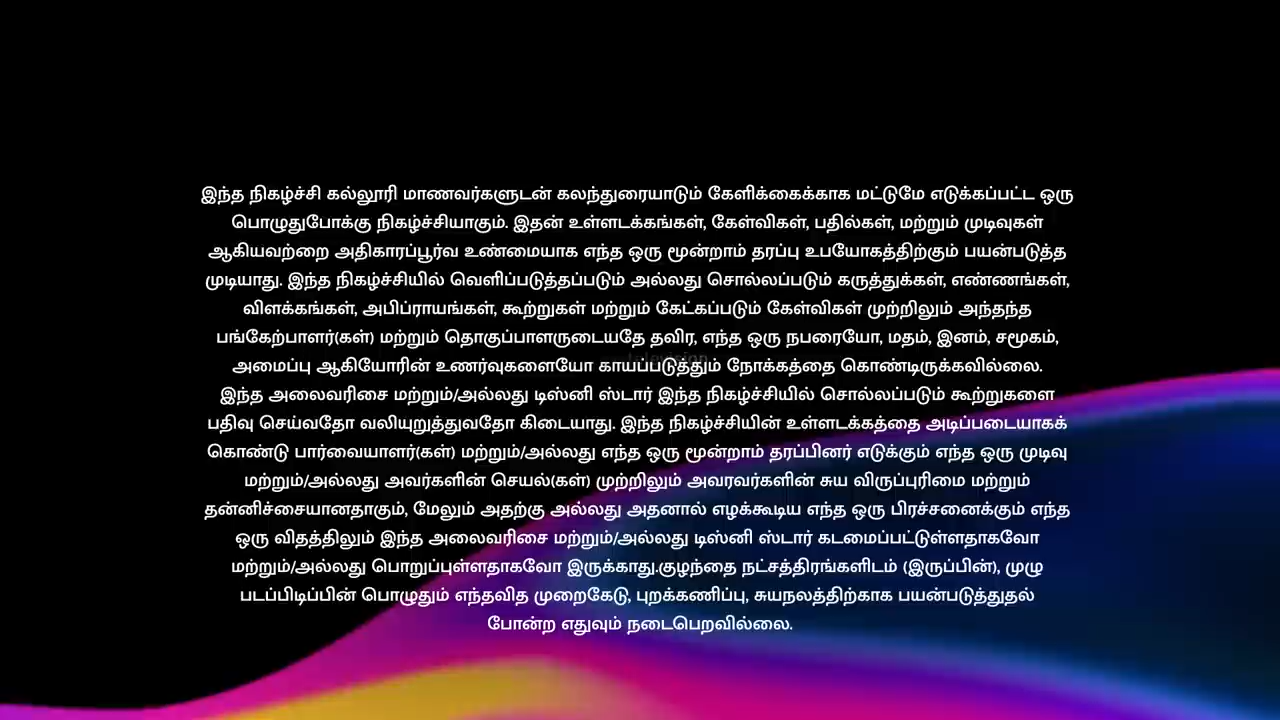 இந்த நிகழ்ச்சி கல்லூரி மாணவர்களுடன் கலந்துரையாடும் கேளிக்கைக்காக மட்டுமே எடுக்கப்பட்ட ஒரு
பொழுதுபோக்கு நிகழ்ச்சியாகும். இதன் உள்ளடக்கங்கள், கேள்விகள், பதில்கள், மற்றும் முடிவுகள்
ஆகியவற்றை அதிகாரப்பூர்வ உண்மையாக எந்த ஒரு மூன்றாம் தரப்பு உபயோகத்திற்கும் பயன்படுத்த
முடியாது. இந்த நிகழ்ச்சியில் வெளிப்படுத்தப்படும் அல்லது சொல்லப்படும் கருத்துக்கள், எண்ணங்கள்,
விளக்கங்கள், அபிப்ராயங்கள், கூற்றுகள் மற்றும் கேட்கப்படும் கேள்விகள் முற்றிலும் அந்தந்த
பங்கேற்பாளர்(கள்) மற்றும் தொகுப்பாளருடையதே தவிர, எந்த ஒரு நபரையோ, மதம், இனம், சமூகம்,
television
அமைப்பு ஆகியோரின் உணர்வுகளையோ காயப்படுத்தும் நோக்கத்தை கொண்டிருக்கவில்லை.
இந்த அலைவரிசை மற்றும்/அல்லது டிஸ்னி ஸ்டார் இந்த நிகழ்ச்சியில் சொல்லப்படும் கூற்றுகளை
பதிவு செய்வதோ வலியுறுத்துவதோ கிடையாது. இந்த நிகழ்ச்சியின் உள்ளடக்கத்தை அடிப்படையாகக்
கொண்டு பார்வையாளர்(கள்) மற்றும்/அல்லது எந்த ஒரு மூன்றாம் தரப்பினர் எடுக்கும் எந்த ஒரு முடிவு
மற்றும்/அல்லது அவர்களின் செயல்(கள்) முற்றிலும் அவரவர்களின் சுய விருப்புரிமை மற்றும்
தன்னிச்சையானதாகும், மேலும் அதற்கு அல்லது அதனால் எழக்கூடிய எந்த ஒரு பிரச்சனைக்கும் எந்த
ஒரு விதத்திலும் இந்த அலைவரிசை மற்றும்/அல்லது டிஸ்னி ஸ்டார் கடமைப்பட்டுள்ளதாகவோ
மற்றும்/அல்லது பொறுப்புள்ளதாகவோ இருக்காது.குழந்தை நட்சத்திரங்களிடம் (இருப்பின்), முழு
படப்பிடிப்பின் பொழுதும் எந்தவித முறைகேடு, புறக்கணிப்பு, சுயநலத்திற்காக பயன்படுத்துதல்
போன்ற எதுவும் நடைபெறவில்லை.